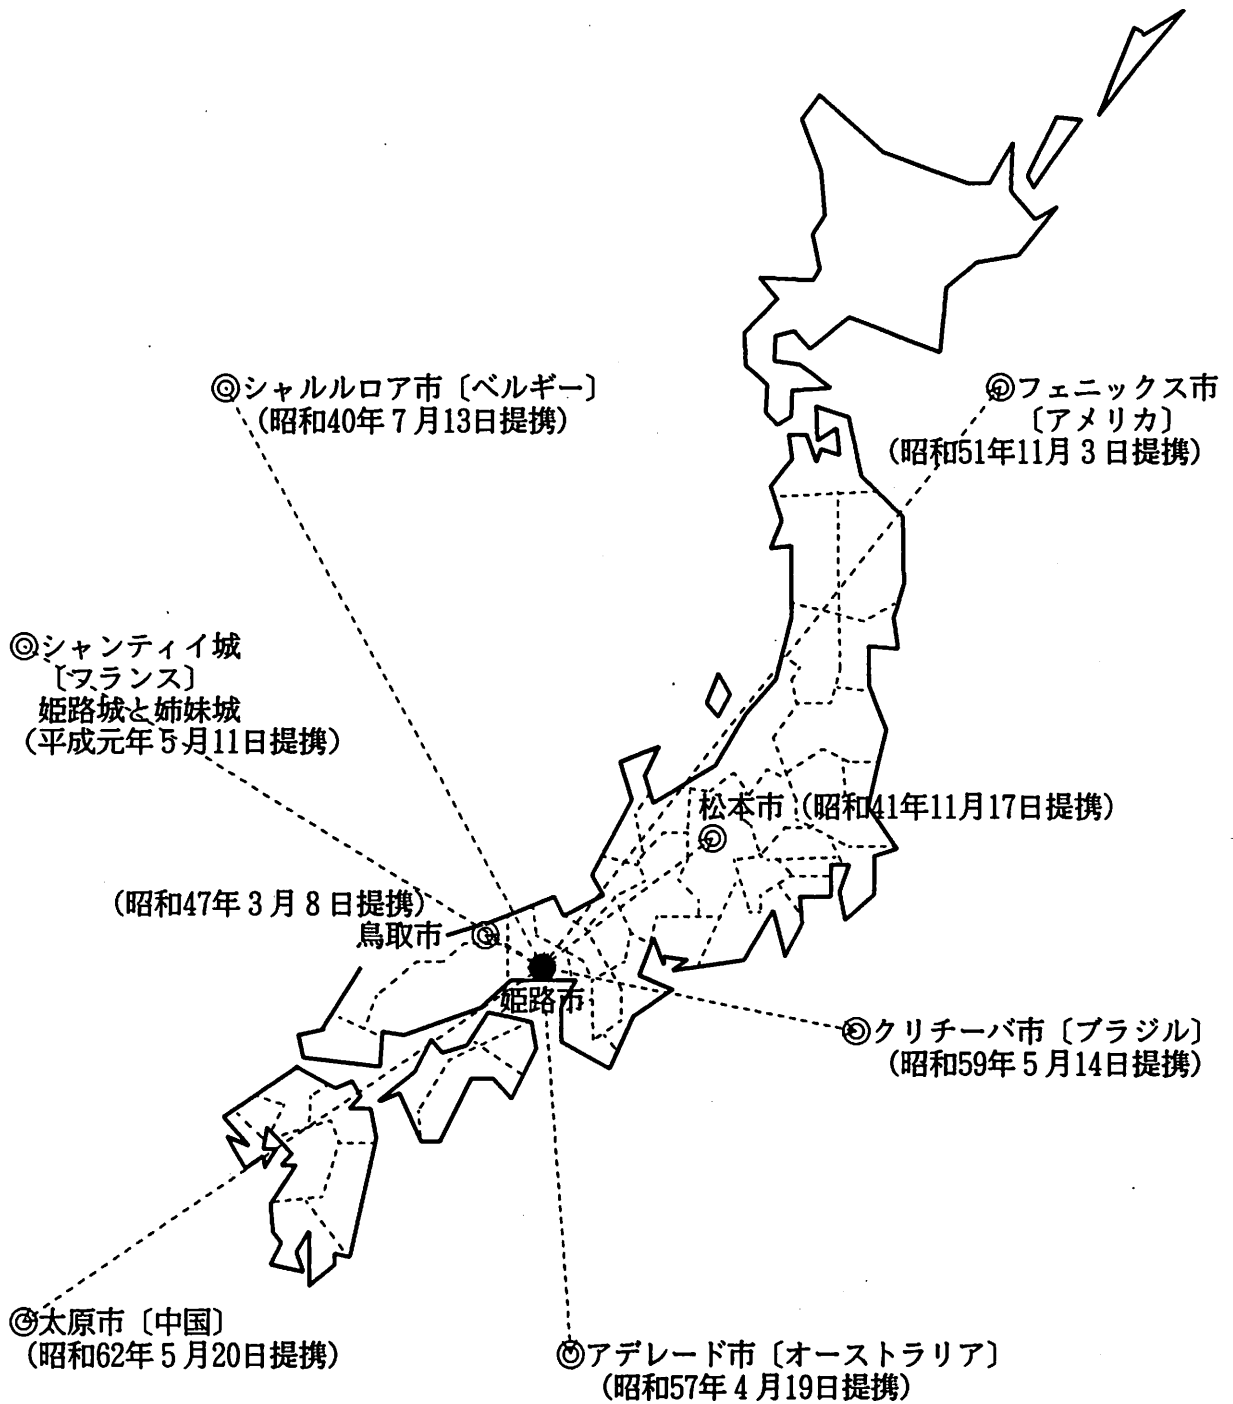 ◎シャルルロア市〔ベルギー〕
(昭和40年7月13日提携)
◎フェニックス市
〔アメリカ〕
(昭和51年11月3日提携)
◎シャンティイ城
〔フランス〕
姫路城と姉妹城
(平成元年5月11日提携)
松本市(昭和41年11月17日提携)
(昭和47年3月8日提携)
鳥取市
姫路市
◎クリチーバ市〔ブラジル〕
(昭和59年5月14日提携)
◎太原市〔中国〕
(昭和62年5月20日提携)
◎アデレード市〔オーストラリア〕
(昭和57年4月19日提携)